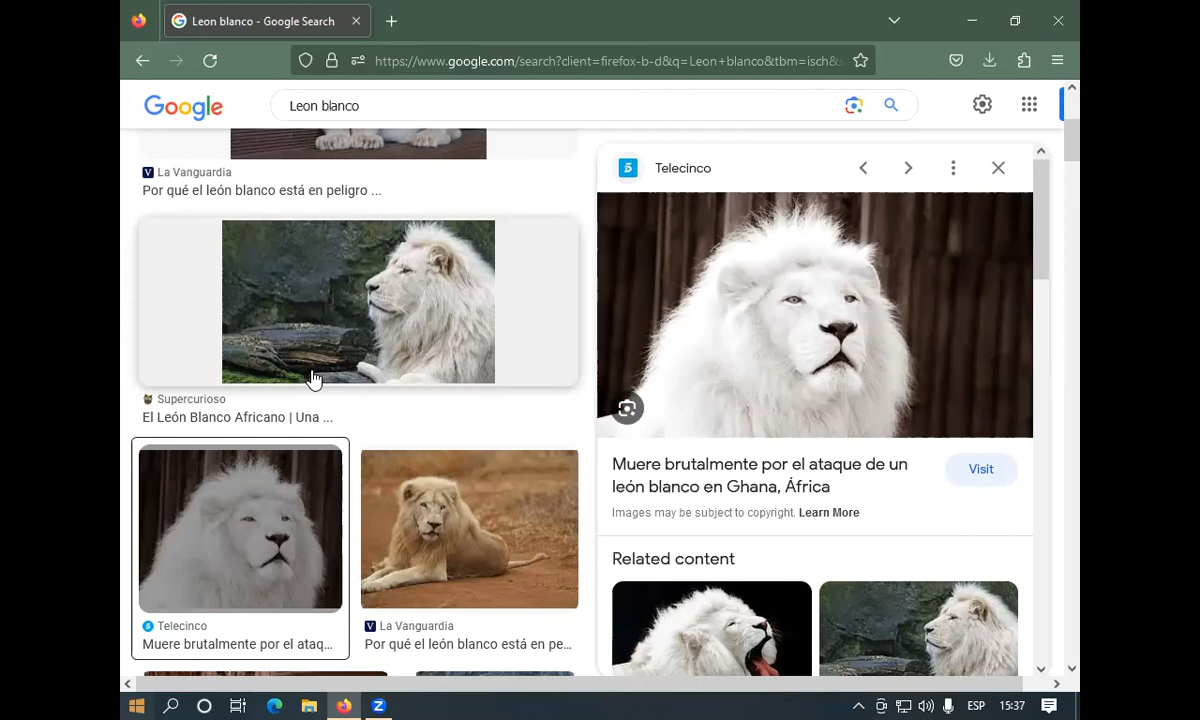 Leon blanco - Google Search
https://www.google.com/search?client=firefox-b-d&q=Leon+blanco&tbm=isch&s
Google
Leon blanco
La Vanguardia
Por qué el león blanco está en peligro ...
Supercurioso
El León Blanco Africano | Una ...
Telecinco
Muere brutalmente por el ataq...
La Vanguardia
Por qué el león blanco está en pe...
Telecinco
Muere brutalmente por el ataque de un
león blanco en Ghana, África
Visit
Images may be subject to copyright. Learn More
Related content
ESP
15:37